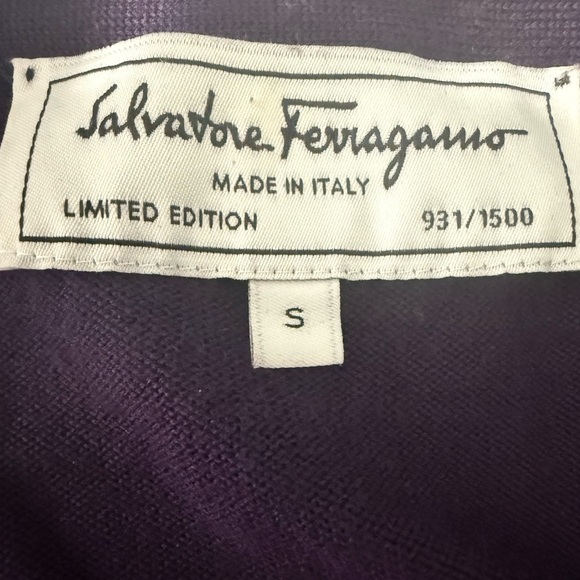 Salvatore Ferragamo
MADE IN ITALY
LIMITED EDITION 931/1500
S